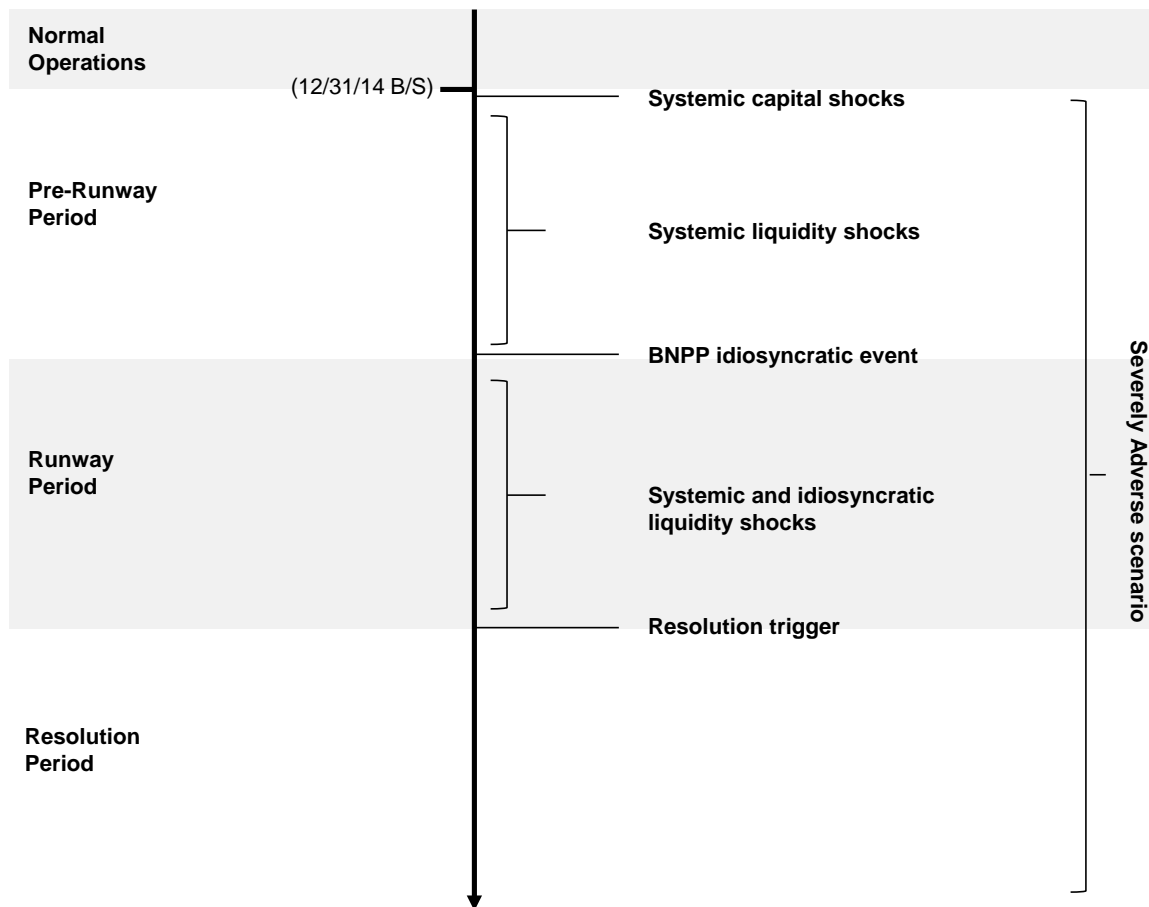 Normal
Operations
(12/31/14 B/S)
Systemic capital shocks
Pre-Runway
Period
Systemic liquidity shocks
BNPP idiosyncratic event
Runway
Period
Systemic and idiosyncratic
liquidity shocks
Resolution trigger
Resolution
Period
Severely Adverse scenario